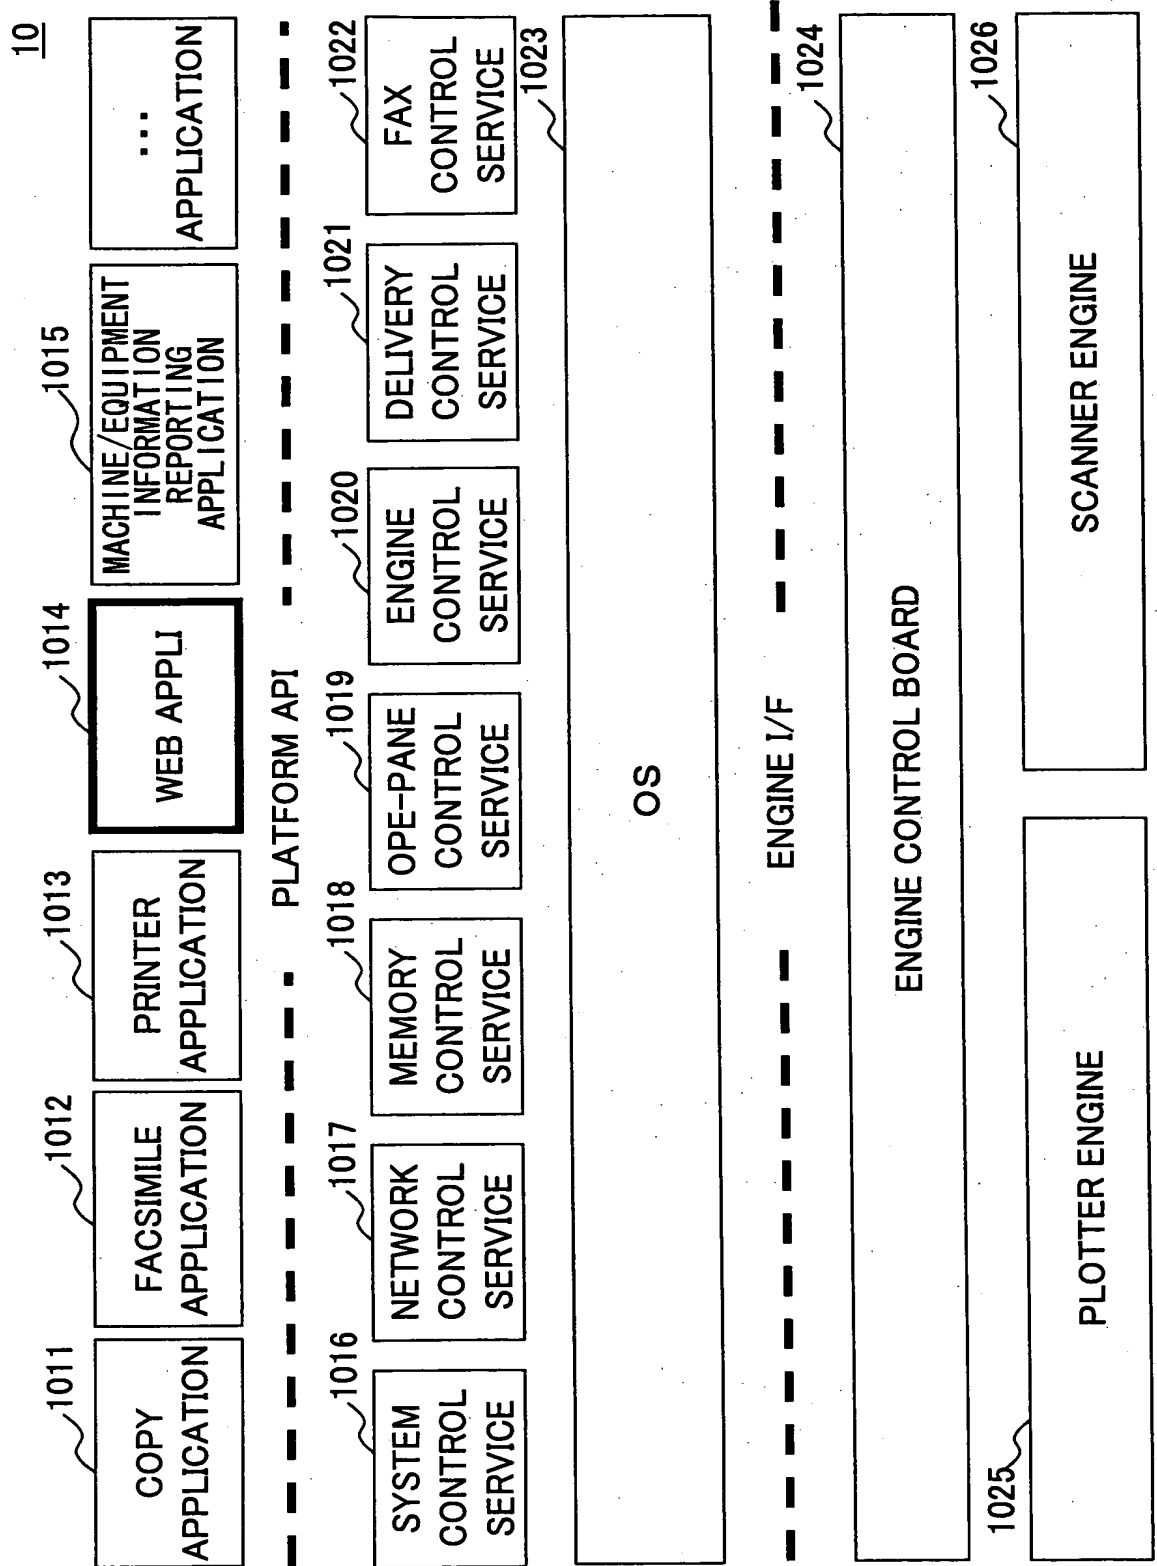 10
1011
COPY
APPLICATION
1012
FACSIMILE
APPLICATION
1013
PRINTER
APPLICATION
1014
WEB APPLI
1015
MACHINE/EQUIPMENT
INFORMATION
REPORTING
APPLICATION
...
APPLICATION
PLATFORM API
1016
SYSTEM
CONTROL
SERVICE
1017
NETWORK
CONTROL
SERVICE
1018
MEMORY
CONTROL
SERVICE
1019
OPE-PANE
CONTROL
SERVICE
1020
ENGINE
CONTROL
SERVICE
1021
DELIVERY
CONTROL
SERVICE
1022
FAX
CONTROL
SERVICE
1023
OS
ENGINE I/F
1024
ENGINE CONTROL BOARD
1025
PLOTTER ENGINE
1026
SCANNER ENGINE